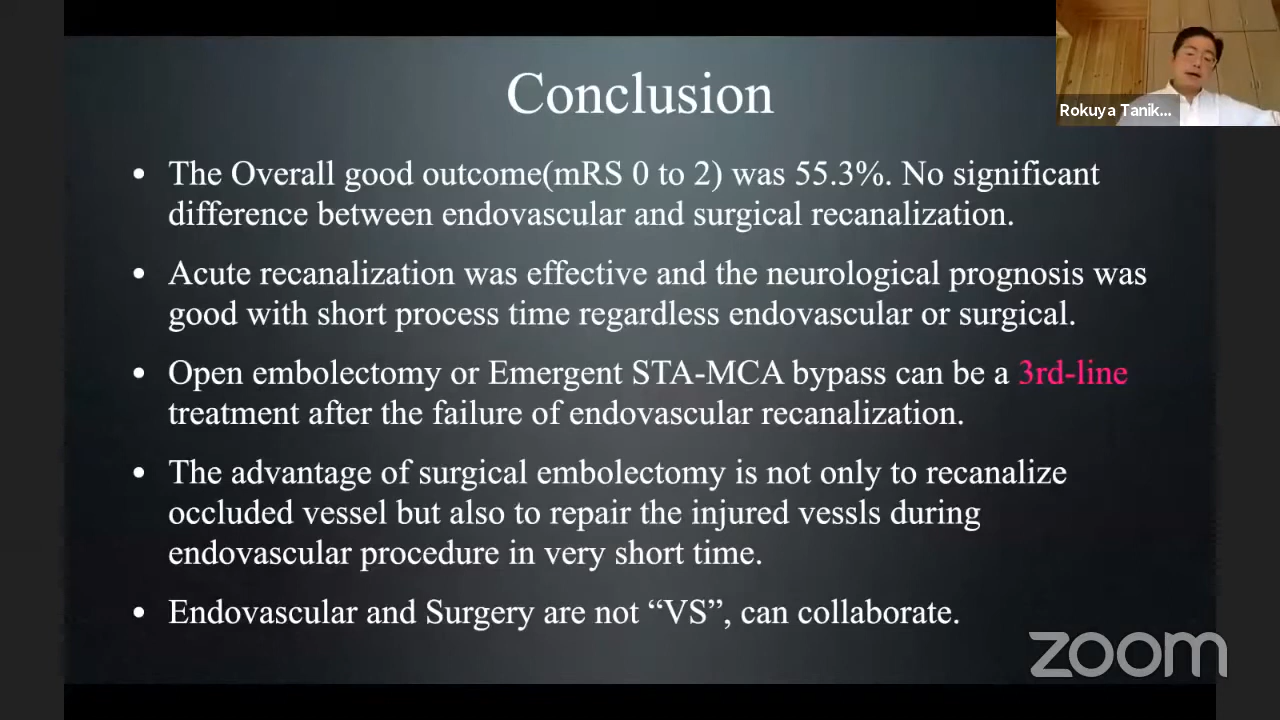 Conclusion
Rokuya Tanik...
• The Overall good outcome(mRS 0 to 2) was 55.3%. No significant
difference between endovascular and surgical recanalization.
• Acute recanalization was effective and the neurological prognosis was
good with short process time regardless endovascular or surgical.
• Open embolectomy or Emergent STA-MCA bypass can be a 3rd-line
treatment after the failure of endovascular recanalization.
• The advantage of surgical embolectomy is not only to recanalize
occluded vessel but also to repair the injured vessls during
endovascular procedure in very short time.
• Endovascular and Surgery are not “VS”, can collaborate.
zoom